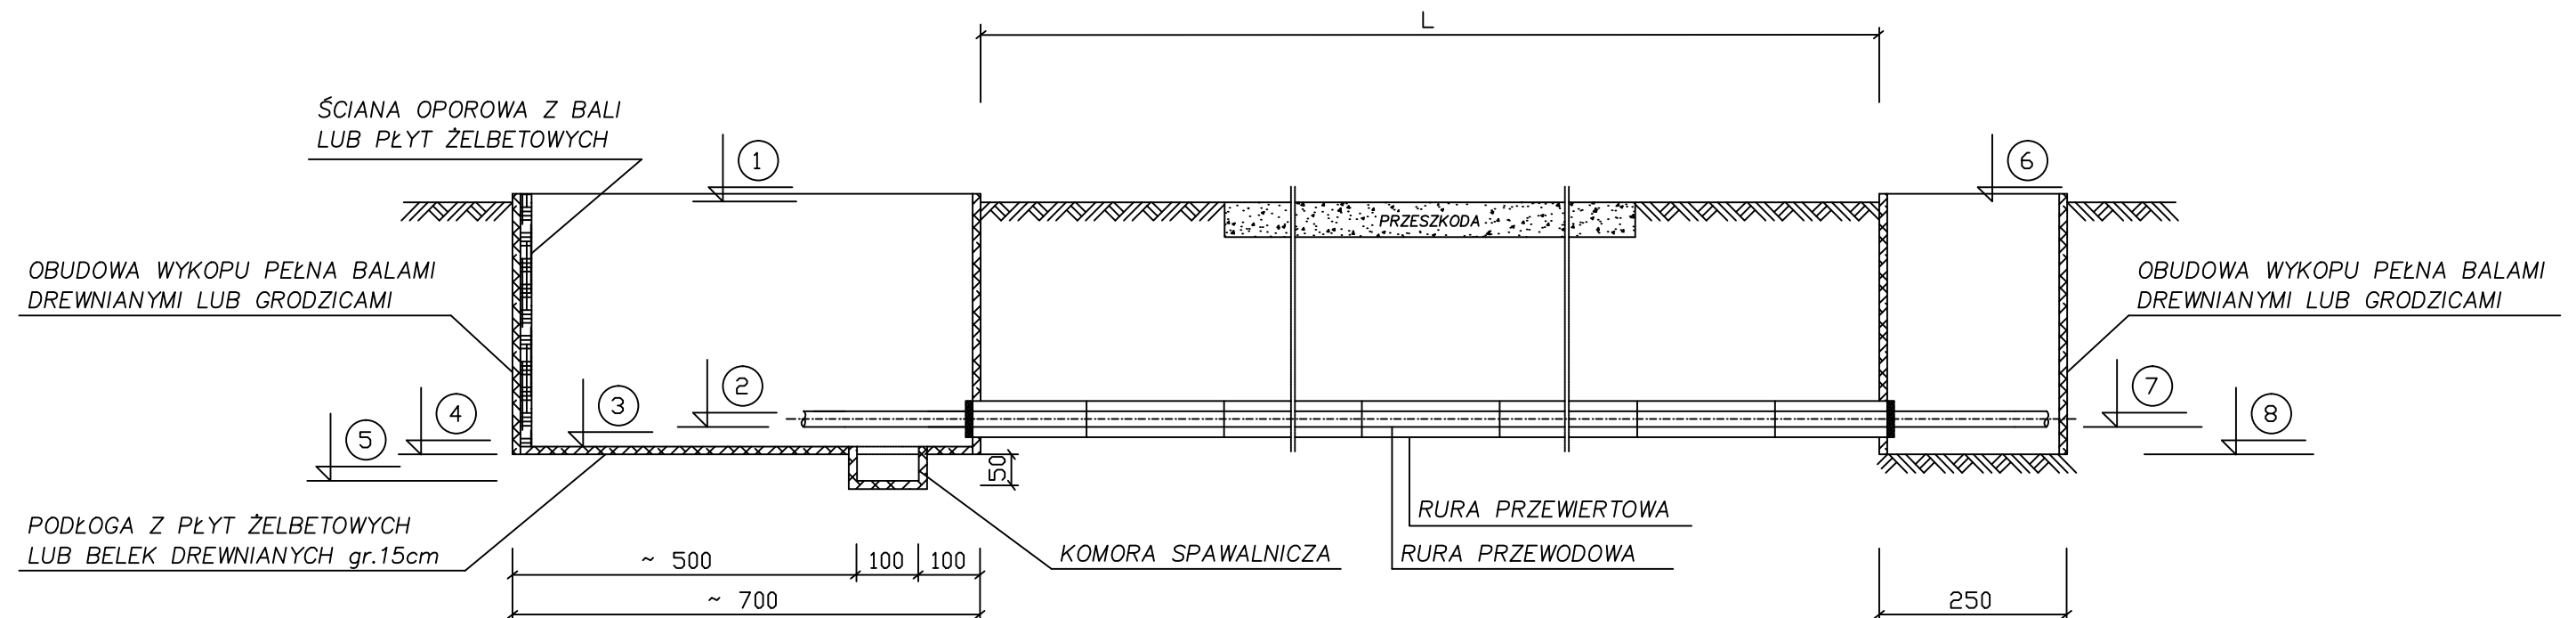 L
ŚCIANA OPOROWA Z BALI
LUB PŁYT ŻELBETOWYCH
1
6
PRZESZKODA
OBUDOWA WYKOPU PEŁNA BALAMI
DREWNIANYMI LUB GRODZICAMI
OBUDOWA WYKOPU PEŁNA BALAMI
DREWNIANYMI LUB GRODZICAMI
2
3
4
5
7
8
50
PODŁOGA Z PŁYT ŻELBETOWYCH
LUB BELEK DREWNIANYCH gr.15cm
RURA PRZEWIERTOWA
KOMORA SPAWALNICZA
RURA PRZEWODOWA
~ 500
100
100
~ 700
250